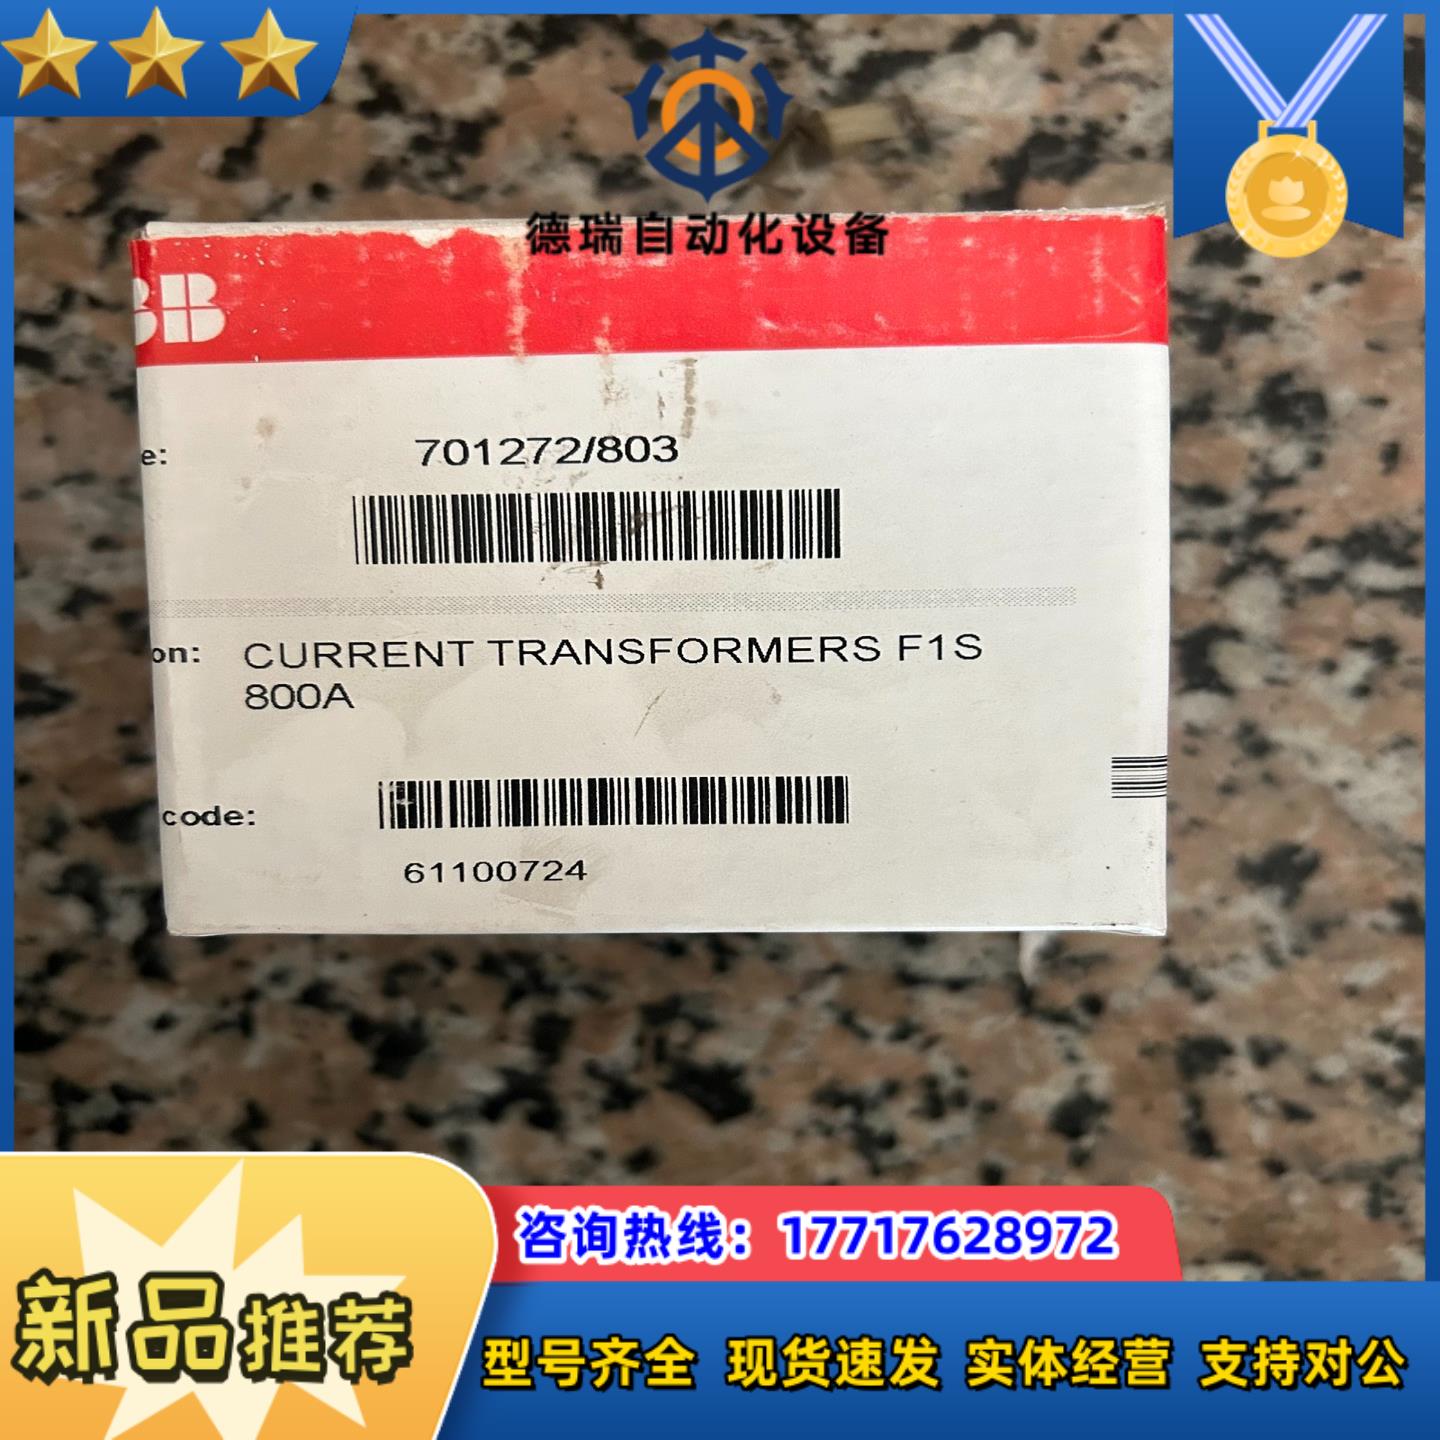 德瑞自动化设备
BB
e:
701272/803
on: CURRENT TRANSFORMERS F1S
800A
code:
61100724
咨询热线：17717628972
新品推荐
型号齐全 现货速发 实体经营 支持对公